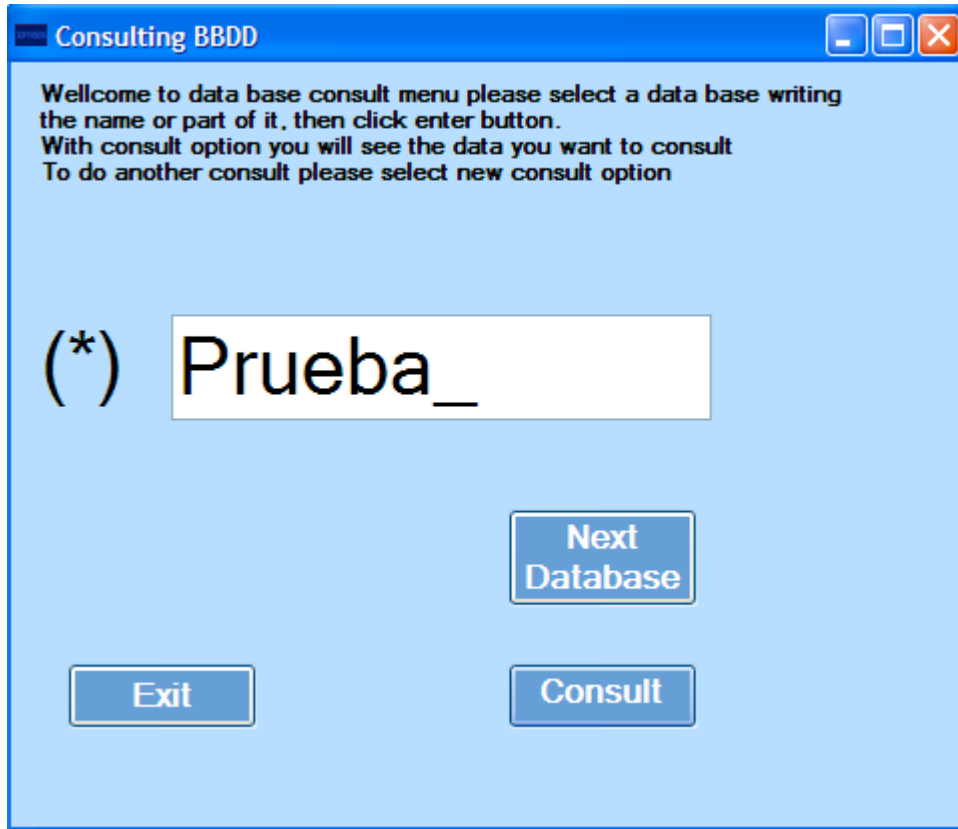 Consulting BBDD
Wellcome to data base consult menu please select a data base writing
the name or part of it, then click enter button.
With consult option you will see the data you want to consult
To do another consult please select new consult option
(*) Prueba_
Next
Database
Exit Consult